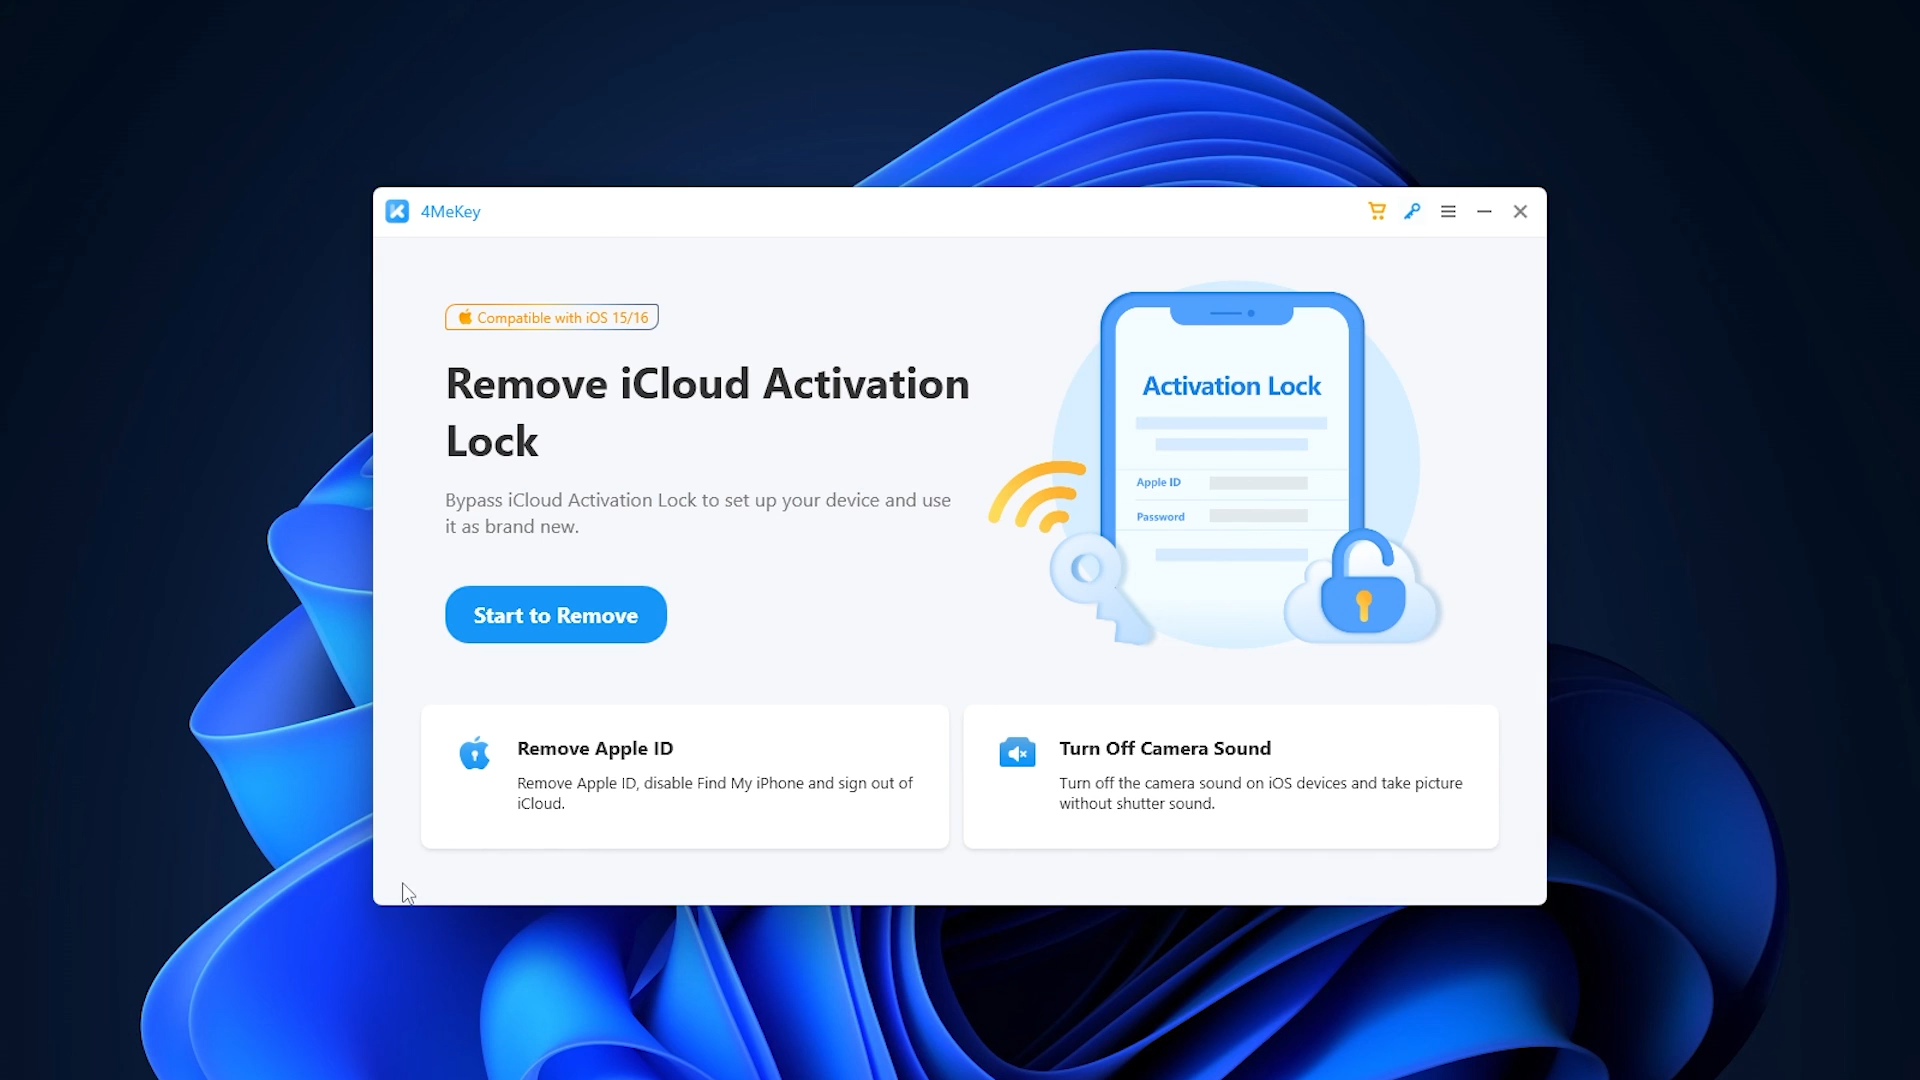 4MeKey
Compatible with iOS 15/16
Remove iCloud Activation
Lock
Bypass iCloud Activation Lock to set up your device and use
it as brand new.
Start to Remove
Activation Lock
Apple ID
Password
Remove Apple ID
Remove Apple ID, disable Find My iPhone and sign out of
iCloud.
Turn Off Camera Sound
Turn off the camera sound on iOS devices and take picture
without shutter sound.